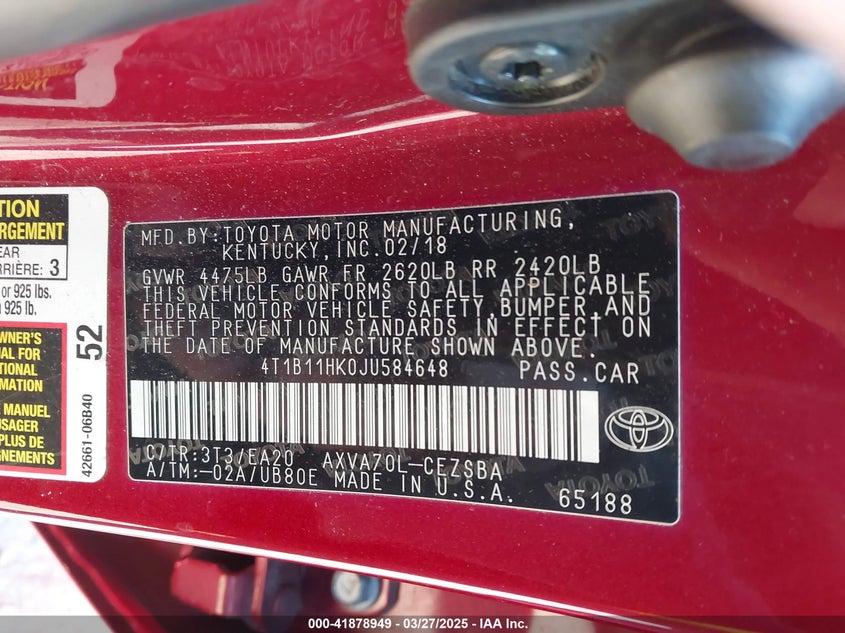 TION
RGEMENT
EAR
RRIÈRE: 3
or 925 lbs.
925 lb.
OWNER'S
UAL FOR
TIONAL
MATION
E MANUEL
USAGER
PLUS DE
EIGNEMENTS
52
42661-06B40
MFD.BY:TOYOTA MOTOR MANUFACTURING,
KENTUCKY,INC.02/18
GVWR 4475LB GAWR FR 2620LB RR 2420LB
THIS VEHICLE CONFORMS TO ALL APPLICABLE
FEDERAL MOTOR VEHICLE SAFETY,BUMPER,AND
THEFT PREVENTION STANDARDS IN EFFECT ON
THE DATE OF MANUFACTURE SHOWN ABOVE.
4T1B11HK0JU584648 PASS.CAR
C/TR:3T3/EA20 AXVA70L-CEZSBA
A/TM:-02A/UB80E MADE IN U.S.A.
65188
000-41878949 - 03/27/2025 - IAA Inc.